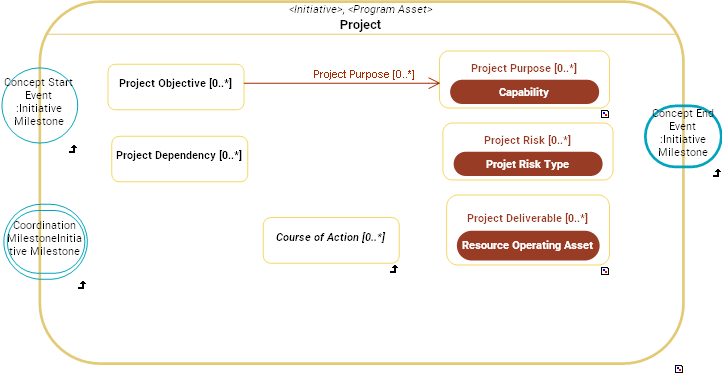 <Initiative>, <Program Asset>
Project
Concept Start
Event
:Initiative
Milestone
Project Objective [0..*]
Project Purpose [0..*]
Project Purpose [0..*]
Capability
Concept End
Event
:Initiative
Milestone
Project Dependency [0..*]
Project Risk [0..*]
Projet Risk Type
Coordination
MilestoneInitia
tive Milestone
Course of Action [0..*]
Project Deliverable [0..*]
Resource Operating Asset